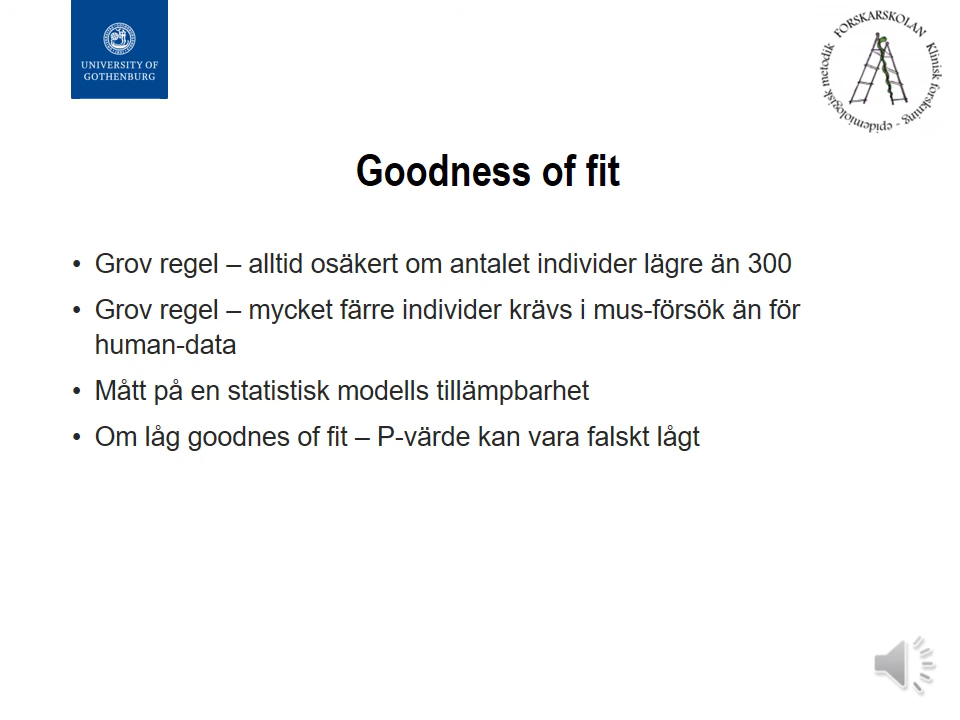 UNIVERSITY OF
GOTHENBURG
FORSKARSKOLAN Klinisk forskning - epidemiologisk metodik
Goodness of fit
• Grov regel – alltid osäkert om antalet individer lägre än 300
• Grov regel – mycket färre individer krävs i mus-försök än för
human-data
• Mått på en statistisk modells tillämpbarhet
• Om låg goodnes of fit – P-värde kan vara falskt lågt